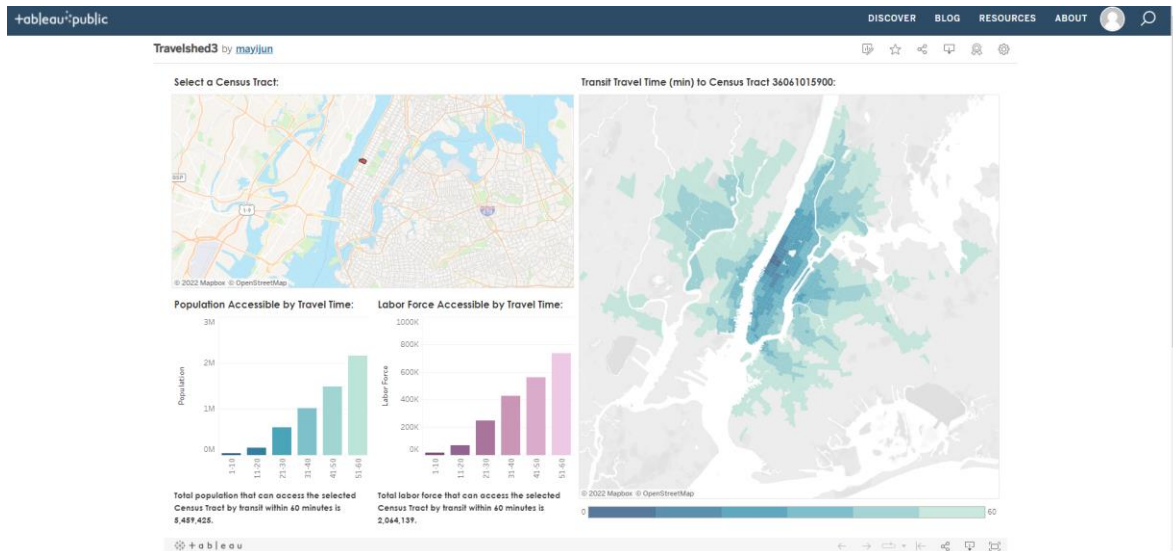 +ableau public
DISCOVER BLOG RESOURCES ABOUT
Travelshed3 by mayijun
Select a Census Tract:
© 2022 Mapbox © OpenStreetMap
Population Accessible by Travel Time:
3M
2M
1M
0M
Population
1-10
11-20
21-30
31-40
41-50
51-60
Total population that can access the selected
Census Tract by transit within 60 minutes is
5,459,425.
Labor Force Accessible by Travel Time:
1000K
800K
600K
400K
200K
0K
Labor Force
1-10
11-20
21-30
31-40
41-50
51-60
Total labor force that can access the selected
Census Tract by transit within 60 minutes is
2,064,139.
Transit Travel Time (min) to Census Tract 36061015900:
© 2022 Mapbox © OpenStreetMap
0
60
+ableau